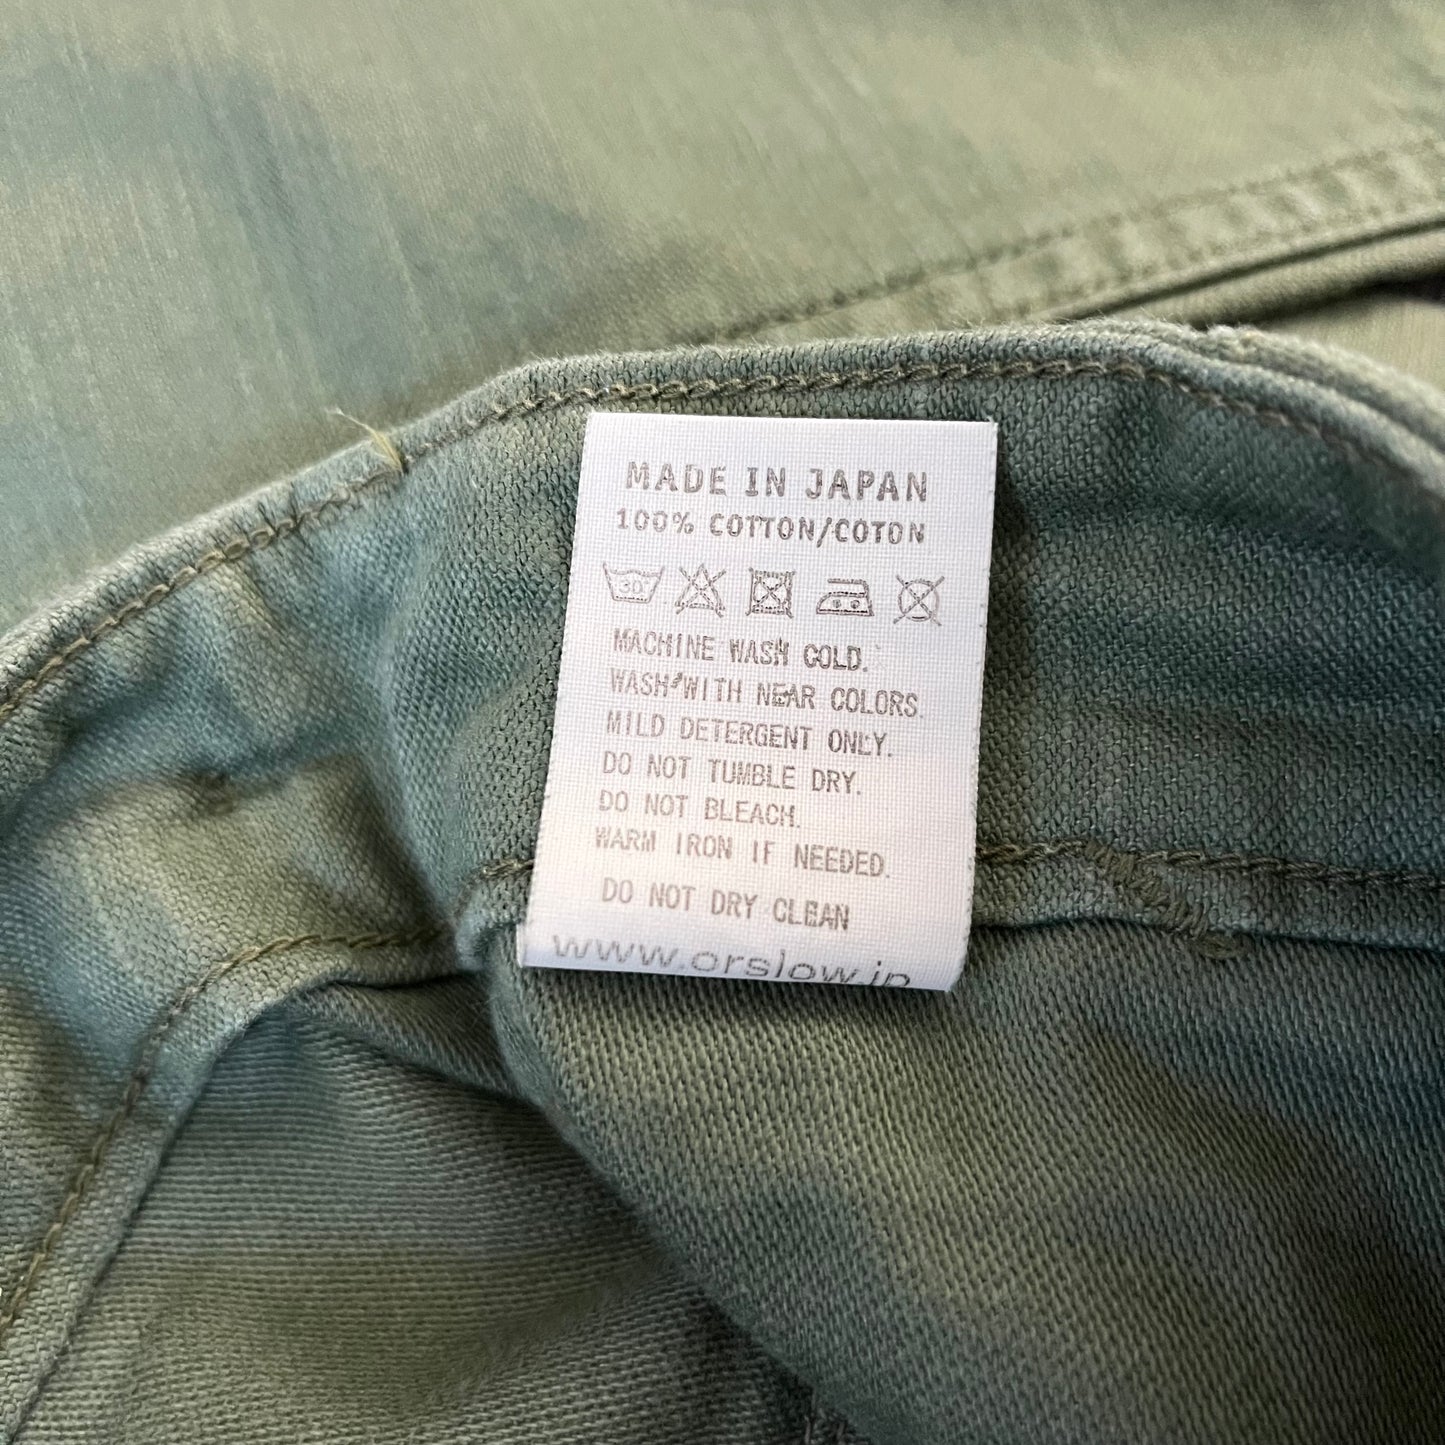 MADE IN JAPAN
100% COTTON/COTON
30
MACHINE WASH COLD.
WASH WITH NEAR COLORS.
MILD DETERGENT ONLY.
DO NOT TUMBLE DRY.
DO NOT BLEACH.
WARM IRON IF NEEDED.
DO NOT DRY CLEAN
www.orslow.jp